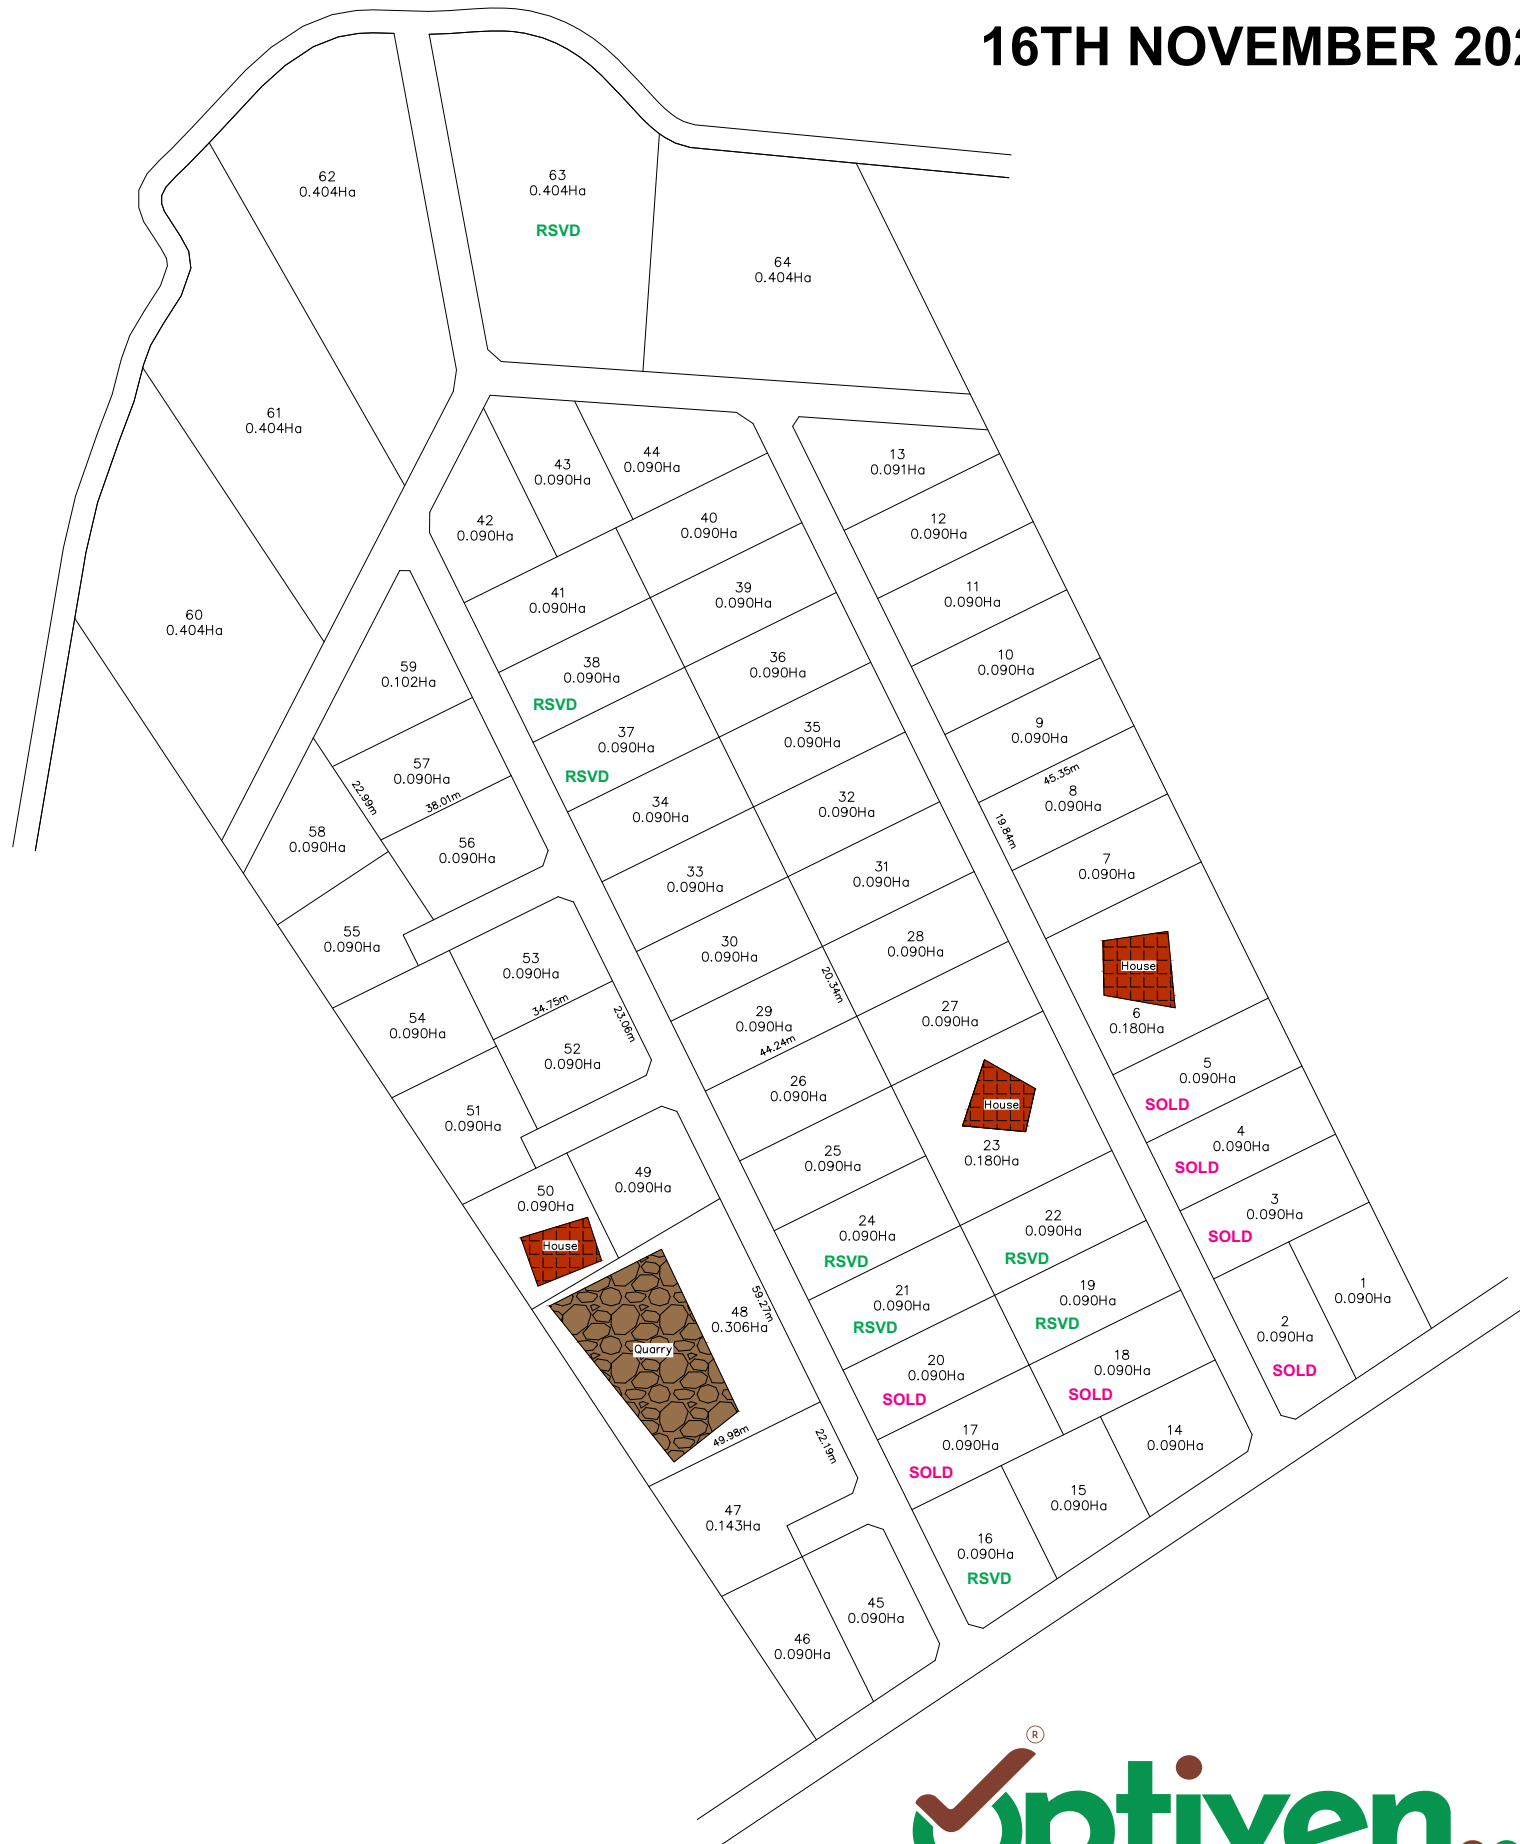 16TH NOVEMBER 202
62
0.404Ha
63
0.404Ha
RSVD
64
0.404Ha
61
0.404Ha
60
0.404Ha
44
0.090Ha
43
0.090Ha
42
0.090Ha
13
0.091Ha
12
0.090Ha
11
0.090Ha
10
0.090Ha
9
0.090Ha
45.35m
8
0.090Ha
19.84m
7
0.090Ha
House
6
0.180Ha
5
0.090Ha
SOLD
4
0.090Ha
SOLD
3
0.090Ha
SOLD
1
0.090Ha
2
0.090Ha
SOLD
40
0.090Ha
41
0.090Ha
39
0.090Ha
38
0.090Ha
RSVD
36
0.090Ha
37
0.090Ha
RSVD
35
0.090Ha
34
0.090Ha
32
0.090Ha
33
0.090Ha
31
0.090Ha
30
0.090Ha
28
0.090Ha
20.34m
29
0.090Ha
44.24m
27
0.090Ha
26
0.090Ha
House
23
0.180Ha
25
0.090Ha
24
0.090Ha
RSVD
22
0.090Ha
RSVD
21
0.090Ha
RSVD
19
0.090Ha
RSVD
20
0.090Ha
SOLD
18
0.090Ha
SOLD
17
0.090Ha
SOLD
14
0.090Ha
15
0.090Ha
16
0.090Ha
RSVD
59
0.102Ha
57
0.090Ha
22.99m
38.01m
58
0.090Ha
56
0.090Ha
55
0.090Ha
53
0.090Ha
34.75m
23.06m
54
0.090Ha
52
0.090Ha
51
0.090Ha
49
0.090Ha
50
0.090Ha
House
59.27m
48
0.306Ha
Quarry
49.98m
22.19m
47
0.143Ha
45
0.090Ha
46
0.090Ha
®
Optiven